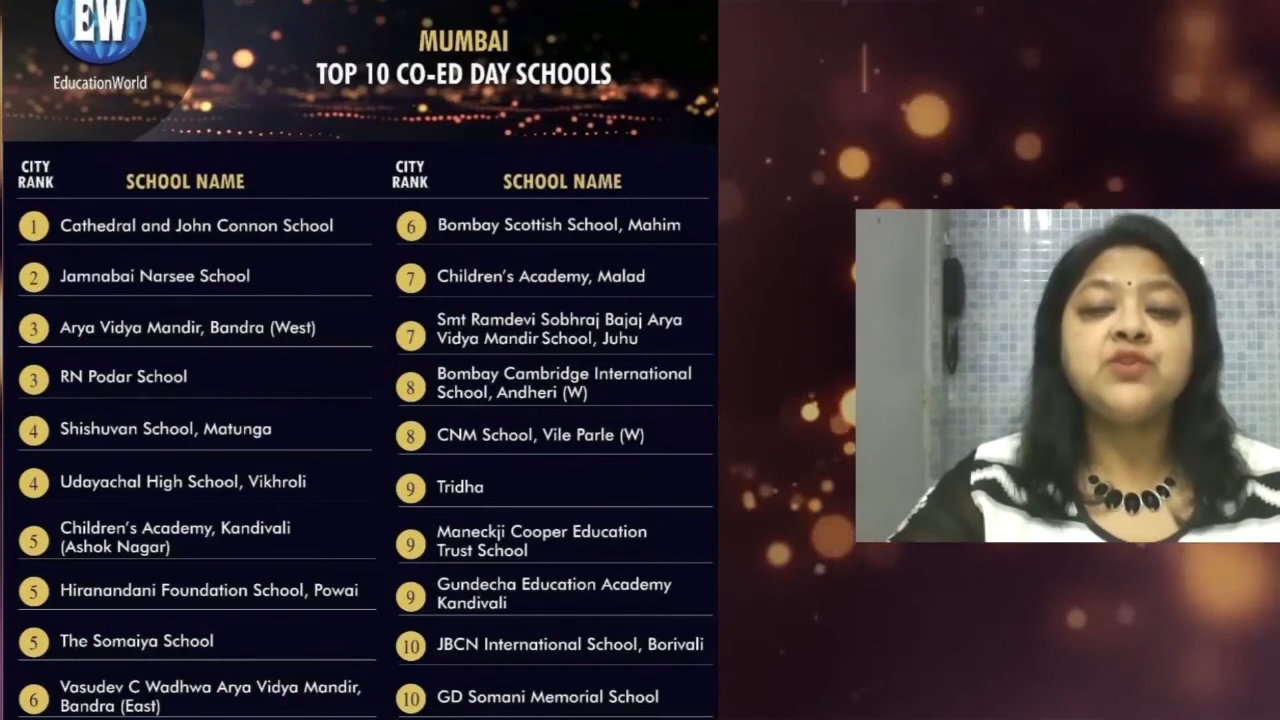 EW
EducationWorld
MUMBAI
TOP 10 CO-ED DAY SCHOOLS
CITY
RANK
SCHOOL NAME
1 Cathedral and John Connon School
2 Jamnabai Narsee School
3 Arya Vidya Mandir, Bandra (West)
3 RN Podar School
4 Shishuvan School, Matunga
4 Udayachal High School, Vikhroli
5 Children's Academy, Kandivali
(Ashok Nagar)
5 Hiranandani Foundation School, Powai
5 The Somaiya School
6 Vasudev C Wadhwa Arya Vidya Mandir,
Bandra (East)
CITY
RANK
SCHOOL NAME
6 Bombay Scottish School, Mahim
7 Children's Academy, Malad
7 Smt Ramdevi Sobhraj Bajaj Arya
Vidya Mandir School, Juhu
8 Bombay Cambridge International
School, Andheri (W)
8 CNM School, Vile Parle (W)
9 Tridha
9 Maneckji Cooper Education
Trust School
9 Gundecha Education Academy
Kandivali
10 JBCN International School, Borivali
10 GD Somani Memorial School